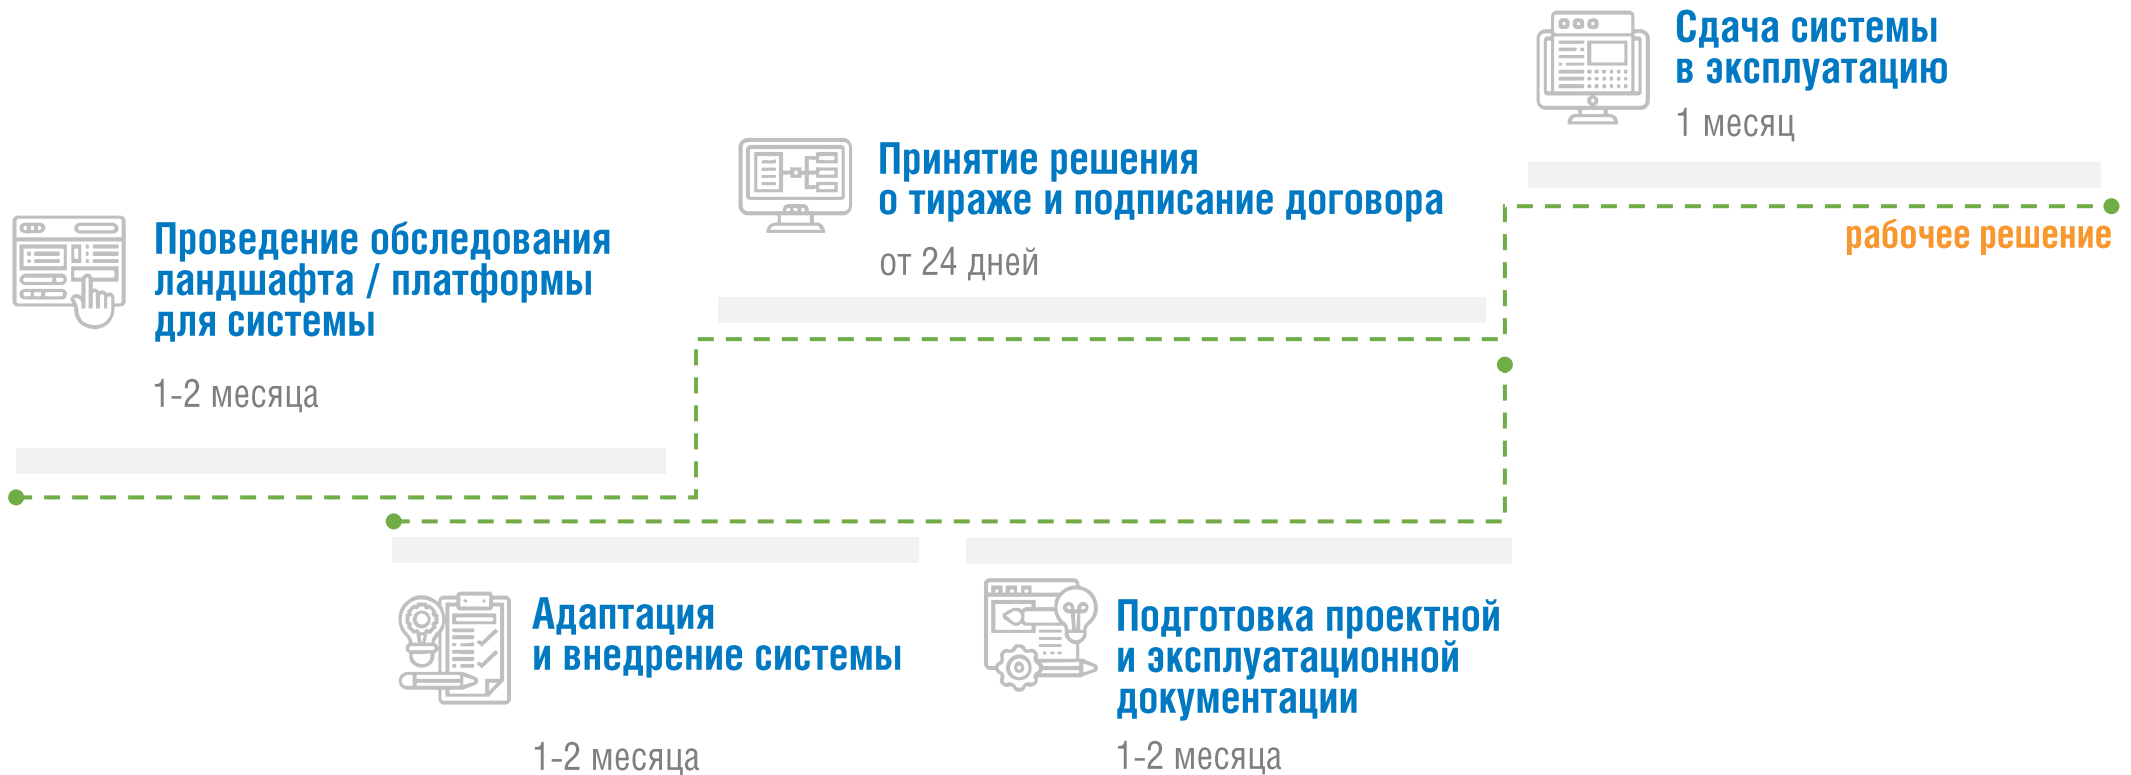 Проведение обследования
ландшафта / платформы
для системы
1-2 месяца
Принятие решения
о тираже и подписание договора
от 24 дней
Сдача системы
в эксплуатацию
1 месяц
рабочее решение
Адаптация
и внедрение системы
1-2 месяца
Подготовка проектной
и эксплуатационной
документации
1-2 месяца